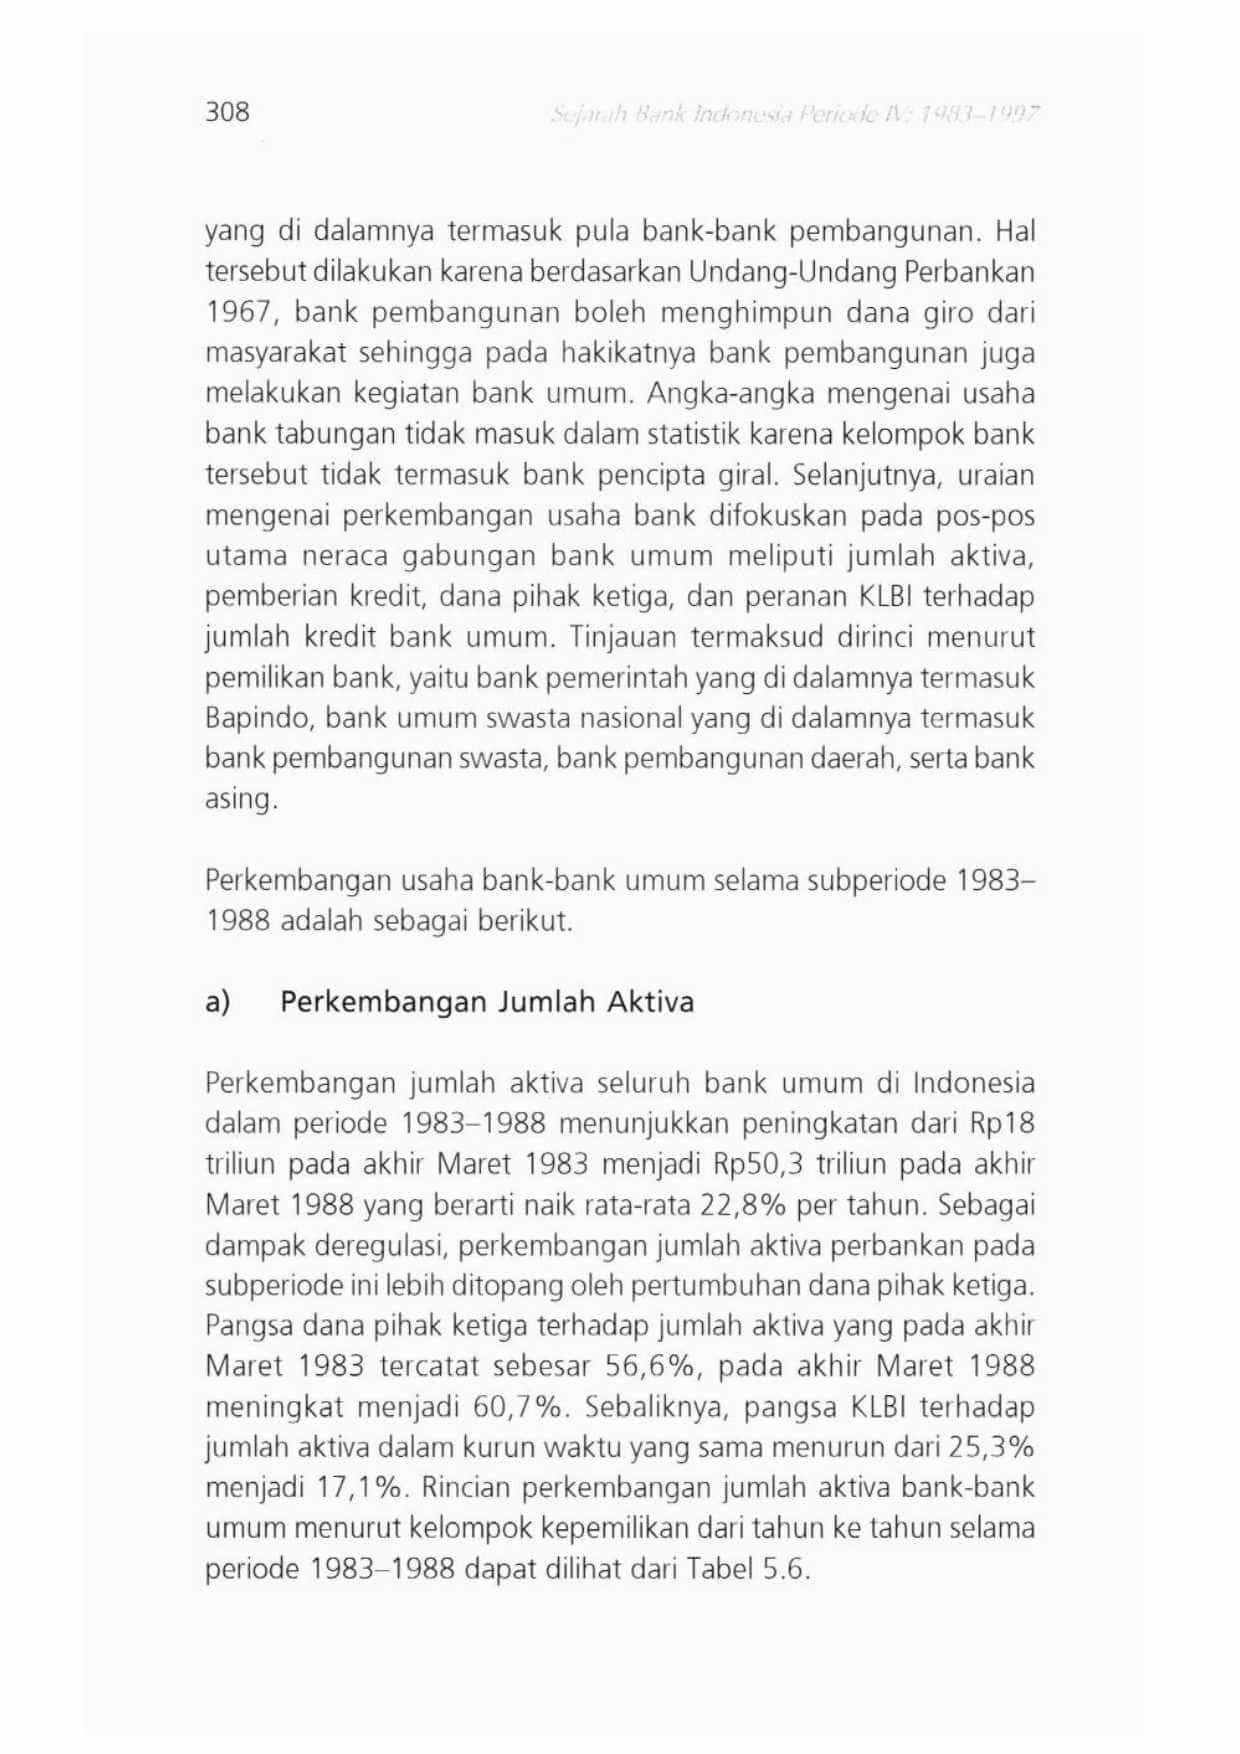 308
Sejarah Bank Indonesia Periode IV: 1983–1997
yang di dalamnya termasuk pula bank-bank pembangunan. Hal
tersebut dilakukan karena berdasarkan Undang-Undang Perbankan
1967, bank pembangunan boleh menghimpun dana giro dari
masyarakat sehingga pada hakikatnya bank pembangunan juga
melakukan kegiatan bank umum. Angka-angka mengenai usaha
bank tabungan tidak masuk dalam statistik karena kelompok bank
tersebut tidak termasuk bank pencipta giral. Selanjutnya, uraian
mengenai perkembangan usaha bank difokuskan pada pos-pos
utama neraca gabungan bank umum meliputi jumlah aktiva,
pemberian kredit, dana pihak ketiga, dan peranan KLBI terhadap
jumlah kredit bank umum. Tinjauan termaksud dirinci menurut
pemilikan bank, yaitu bank pemerintah yang di dalamnya termasuk
Bapindo, bank umum swasta nasional yang di dalamnya termasuk
bank pembangunan swasta, bank pembangunan daerah, serta bank
asing.
Perkembangan usaha bank-bank umum selama subperiode 1983–
1988 adalah sebagai berikut.
a) Perkembangan Jumlah Aktiva
Perkembangan jumlah aktiva seluruh bank umum di Indonesia
dalam periode 1983–1988 menunjukkan peningkatan dari Rp18
triliun pada akhir Maret 1983 menjadi Rp50,3 triliun pada akhir
Maret 1988 yang berarti naik rata-rata 22,8% per tahun. Sebagai
dampak deregulasi, perkembangan jumlah aktiva perbankan pada
subperiode ini lebih ditopang oleh pertumbuhan dana pihak ketiga.
Pangsa dana pihak ketiga terhadap jumlah aktiva yang pada akhir
Maret 1983 tercatat sebesar 56,6%, pada akhir Maret 1988
meningkat menjadi 60,7%. Sebaliknya, pangsa KLBI terhadap
jumlah aktiva dalam kurun waktu yang sama menurun dari 25,3%
menjadi 17,1%. Rincian perkembangan jumlah aktiva bank-bank
umum menurut kelompok kepemilikan dari tahun ke tahun selama
periode 1983–1988 dapat dilihat dari Tabel 5.6.